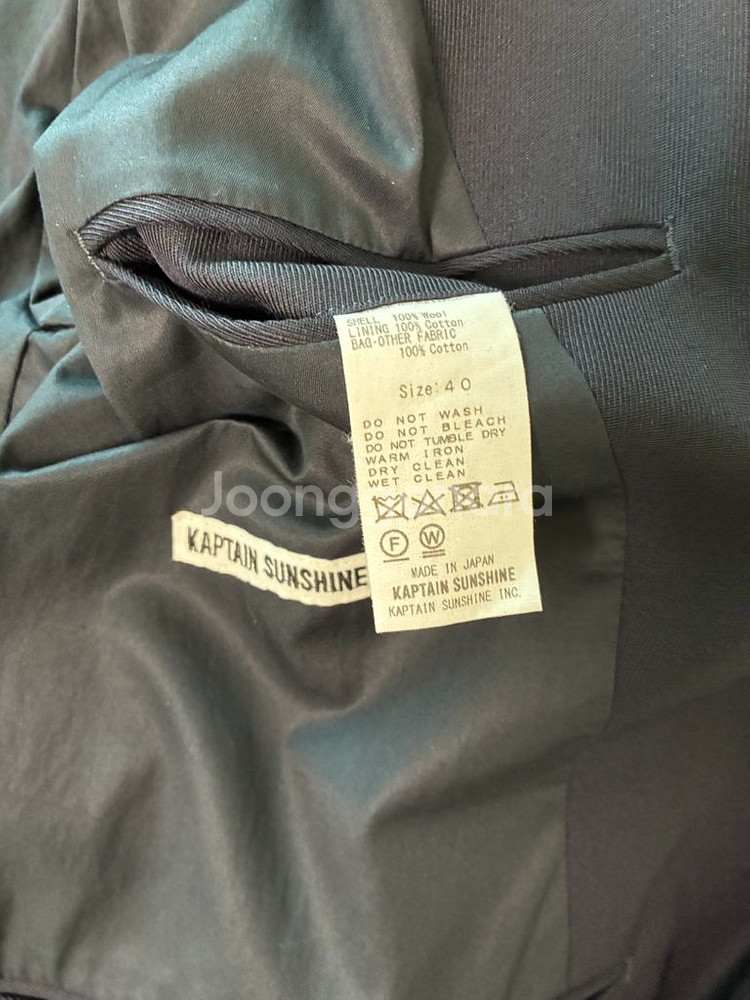 SHELL 100% Wool
LINING 100% Cotton
BAG·OTHER FABRIC
100% Cotton
Size:40
DO NOT WASH
DO NOT BLEACH
DO NOT TUMBLE DRY
WARM IRON
DRY CLEAN
WET CLEAN
F W
KAPTAIN SUNSHINE
MADE IN JAPAN
KAPTAIN SUNSHINE
KAPTAIN SUNSHINE INC.